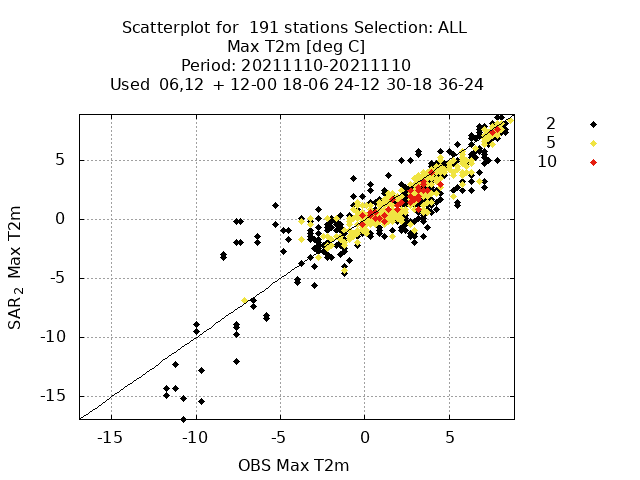 Scatterplot for  191 stations Selection: ALL
Max T2m [deg C]
Period: 20211110-20211110
Used  06,12  + 12-00 18-06 24-12 30-18 36-24
2
5
10
5
0
-5
-10
-15
SAR2  Max T2m
-15 -10 -5 0 5
OBS Max T2m